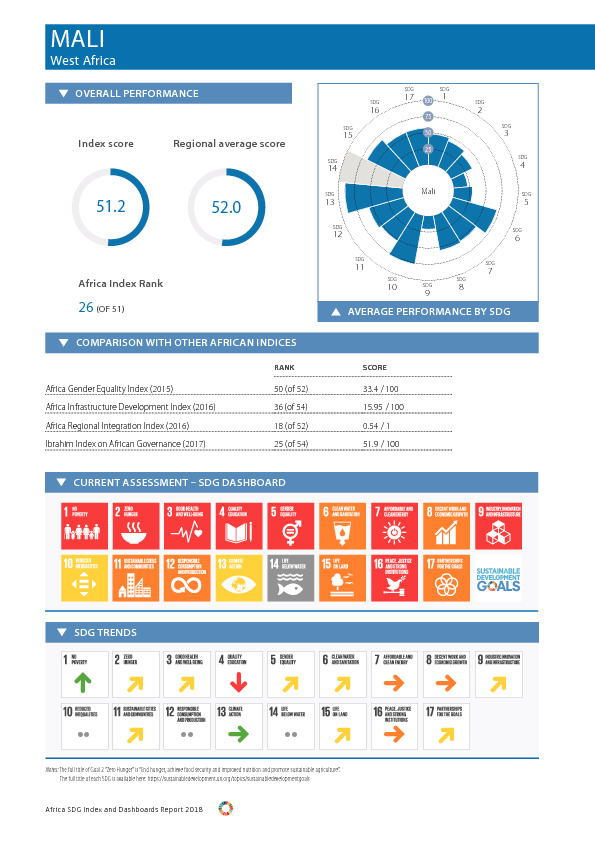 MALI
West Africa
OVERALL PERFORMANCE
Index score
Regional average score
51.2
52.0
Africa Index Rank
26 (OF 51)
SDG 1
SDG 2
SDG 3
SDG 4
SDG 5
SDG 6
SDG 7
SDG 8
SDG 9
SDG 10
SDG 11
SDG 12
SDG 13
SDG 14
SDG 15
SDG 16
SDG 17
100
75
50
25
Mali
AVERAGE PERFORMANCE BY SDG
COMPARISON WITH OTHER AFRICAN INDICES
RANK SCORE
Africa Gender Equality Index (2015) 50 (of 52) 33.4 / 100
Africa Infrastructure Development Index (2016) 36 (of 54) 15.95 / 100
Africa Regional Integration Index (2016) 18 (of 52) 0.54 / 1
Ibrahim Index on African Governance (2017) 25 (of 54) 51.9 / 100
CURRENT ASSESSMENT – SDG DASHBOARD
1 NO POVERTY
2 ZERO HUNGER
3 GOOD HEALTH AND WELL-BEING
4 QUALITY EDUCATION
5 GENDER EQUALITY
6 CLEAN WATER AND SANITATION
7 AFFORDABLE AND CLEAN ENERGY
8 DECENT WORK AND ECONOMIC GROWTH
9 INDUSTRY, INNOVATION AND INFRASTRUCTURE
10 REDUCED INEQUALITIES
11 SUSTAINABLE CITIES AND COMMUNITIES
12 RESPONSIBLE CONSUMPTION AND PRODUCTION
13 CLIMATE ACTION
14 LIFE BELOW WATER
15 LIFE ON LAND
16 PEACE, JUSTICE AND STRONG INSTITUTIONS
17 PARTNERSHIPS FOR THE GOALS
SUSTAINABLE DEVELOPMENT GOALS
SDG TRENDS
1 NO POVERTY
2 ZERO HUNGER
3 GOOD HEALTH AND WELL-BEING
4 QUALITY EDUCATION
5 GENDER EQUALITY
6 CLEAN WATER AND SANITATION
7 AFFORDABLE AND CLEAN ENERGY
8 DECENT WORK AND ECONOMIC GROWTH
9 INDUSTRY, INNOVATION AND INFRASTRUCTURE
10 REDUCED INEQUALITIES
11 SUSTAINABLE CITIES AND COMMUNITIES
12 RESPONSIBLE CONSUMPTION AND PRODUCTION
13 CLIMATE ACTION
14 LIFE BELOW WATER
15 LIFE ON LAND
16 PEACE, JUSTICE AND STRONG INSTITUTIONS
17 PARTNERSHIPS FOR THE GOALS
Notes: The full title of Goal 2 "Zero Hunger" is "End hunger, achieve food security and improved nutrition and promote sustainable agriculture".
The full title of each SDG is available here: https://sustainabledevelopment.un.org/topics/sustainabledevelopmentgoals
Africa SDG Index and Dashboards Report 2018